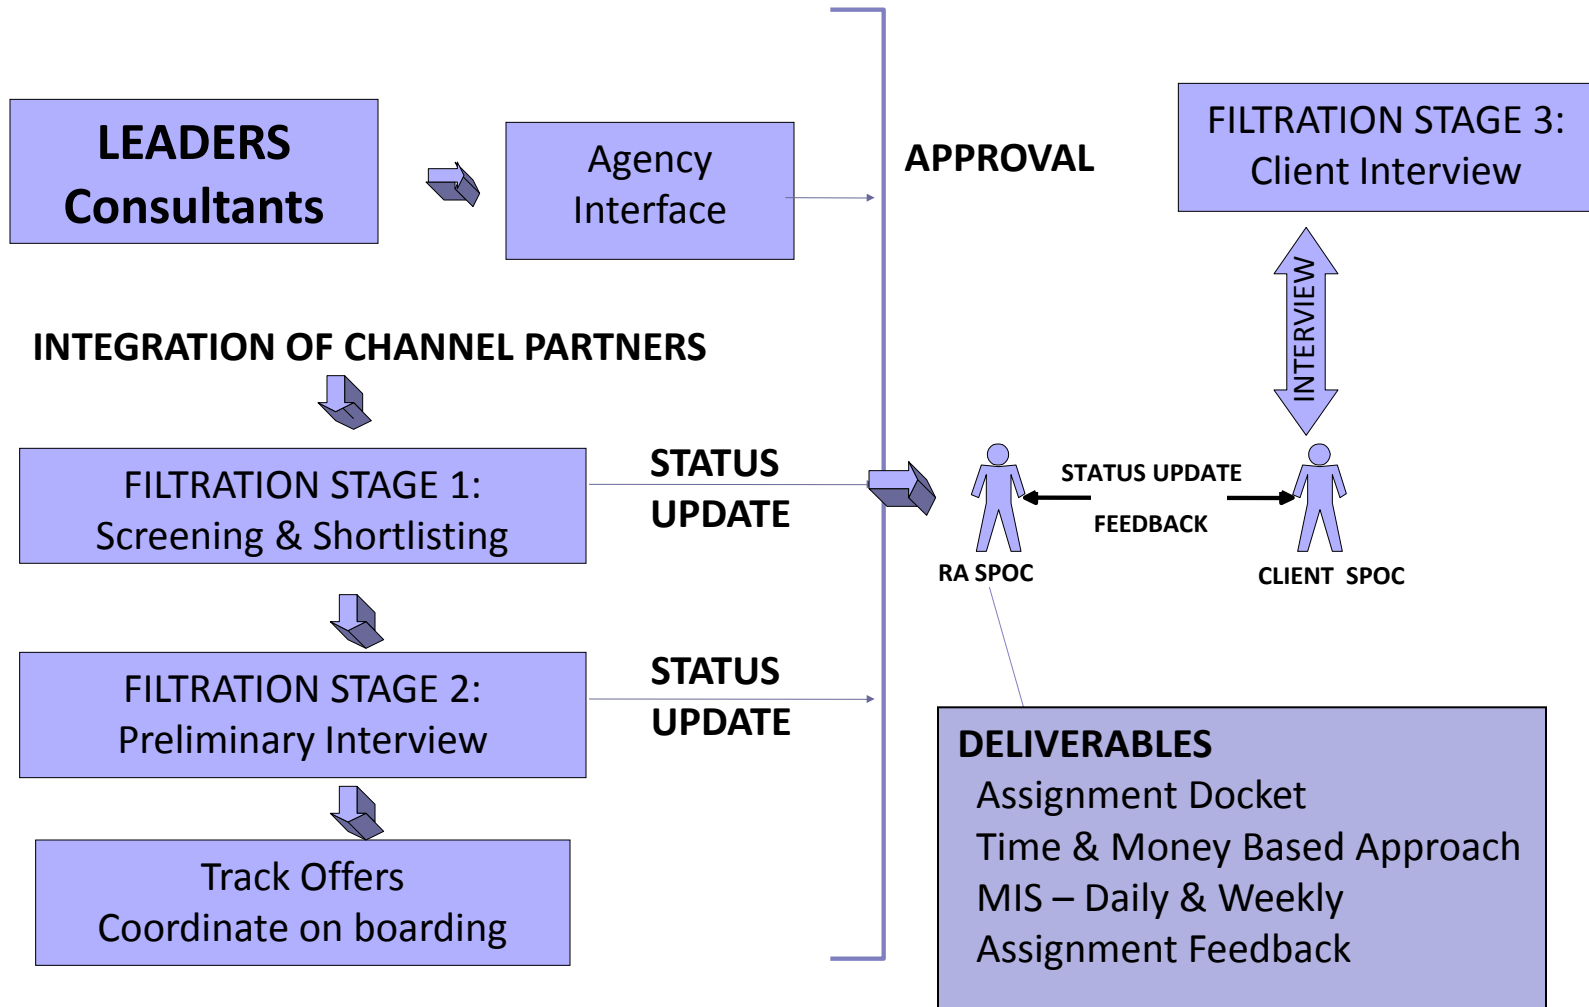 LEADERS
Consultants
Agency
Interface
APPROVAL
FILTRATION STAGE 3:
Client Interview
INTERVIEW
INTEGRATION OF CHANNEL PARTNERS
FILTRATION STAGE 1:
Screening & Shortlisting
STATUS
UPDATE
STATUS UPDATE
FEEDBACK
RA SPOC
CLIENT SPOC
FILTRATION STAGE 2:
Preliminary Interview
STATUS
UPDATE
Track Offers
Coordinate on boarding
DELIVERABLES
Assignment Docket
Time & Money Based Approach
MIS – Daily & Weekly
Assignment Feedback